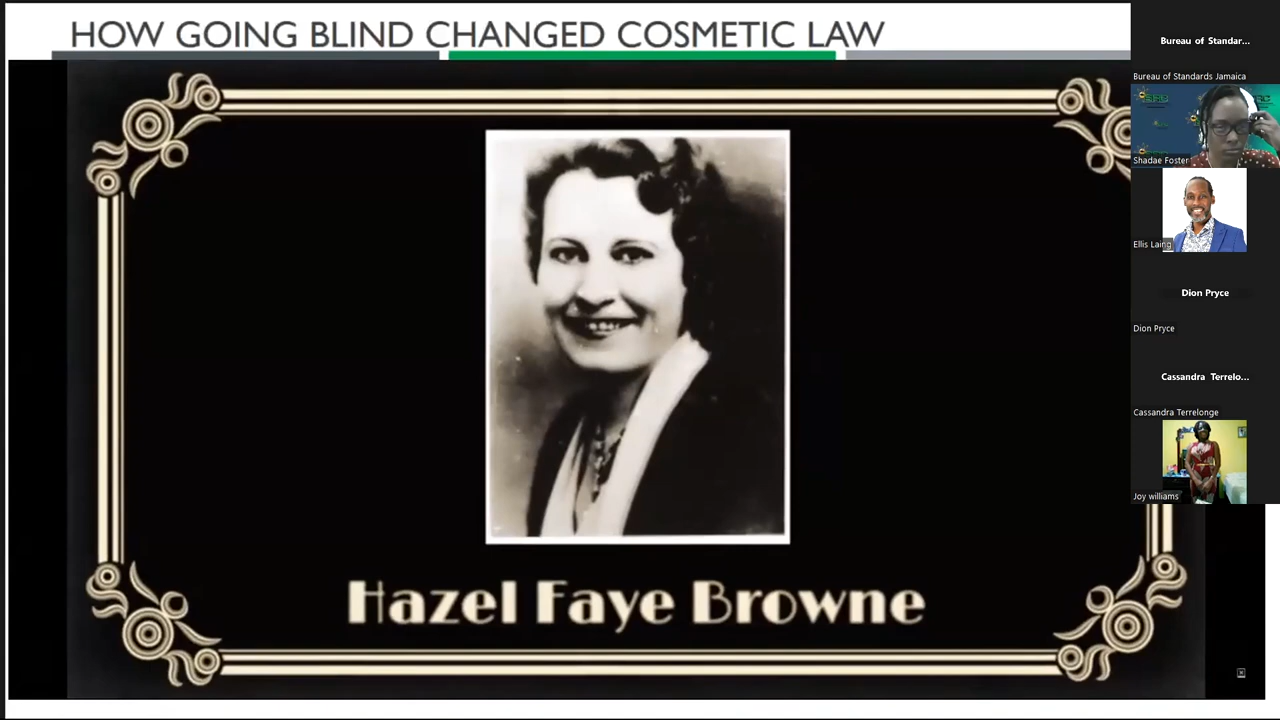 HOW GOING BLIND CHANGED COSMETIC LAW
Hazel Faye Browne
Bureau of Standar...
Bureau of Standards Jamaica
Shadae Foster
Ellis Laing
Dion Pryce
Dion Pryce
Cassandra Terrelo...
Cassandra Terrelonge
Joy williams